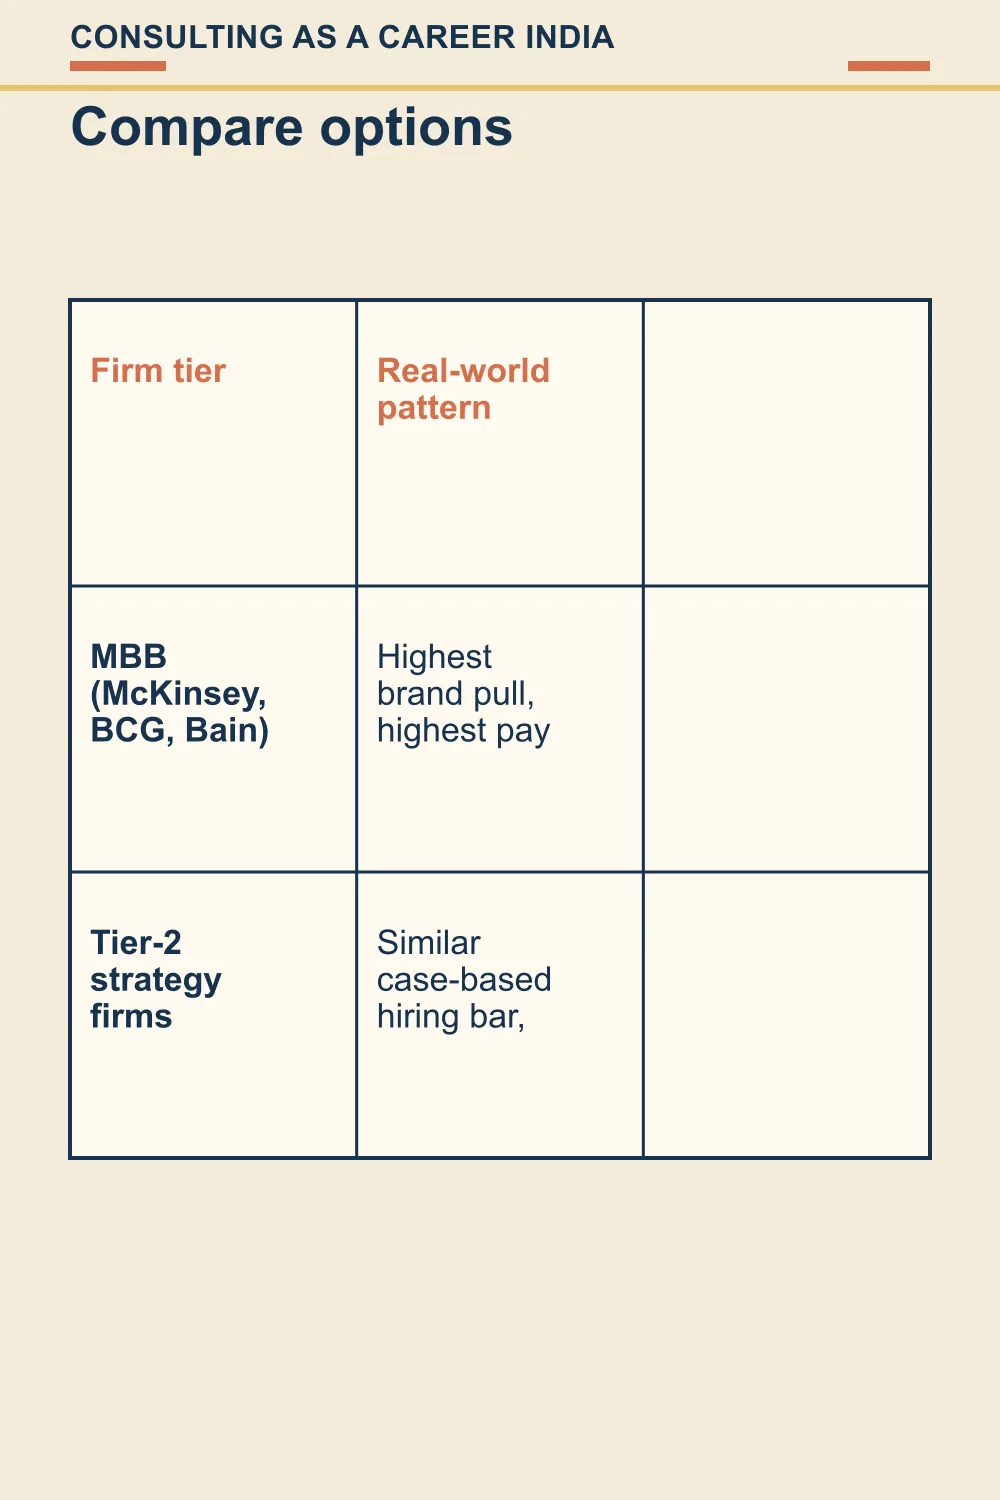 CONSULTING AS A CAREER INDIA
Compare options
Firm tier
Real-world
pattern
MBB
(McKinsey,
BCG, Bain)
Highest
brand pull,
highest pay
Tier-2
strategy
firms
Similar
case-based
hiring bar,